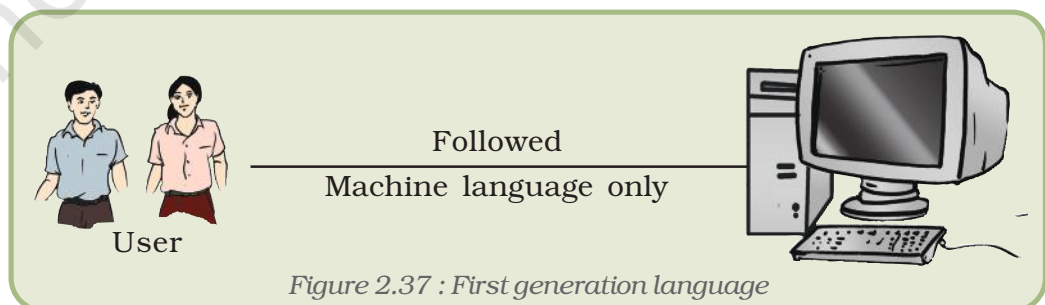 Followed
Machine language only
User
Figure 2.37 : First generation language